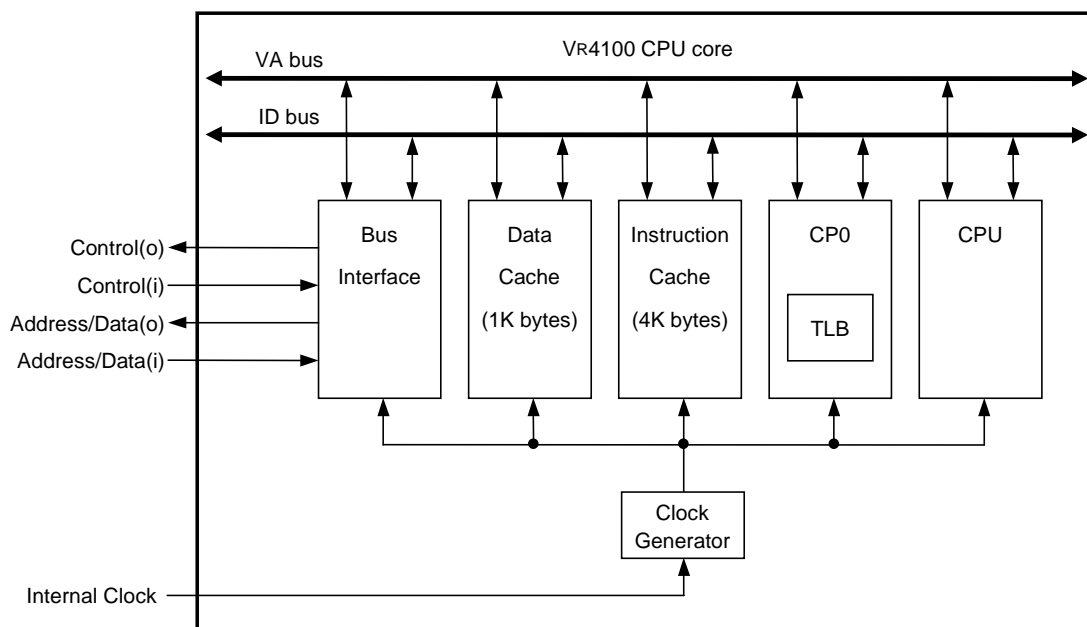 VR4100 CPU core
VA bus
ID bus
Bus
Interface
Data
Cache
(1K bytes)
Instruction
Cache
(4K bytes)
CP0
TLB
CPU
Control(o)
Control(i)
Address/Data(o)
Address/Data(i)
Clock
Generator
Internal Clock